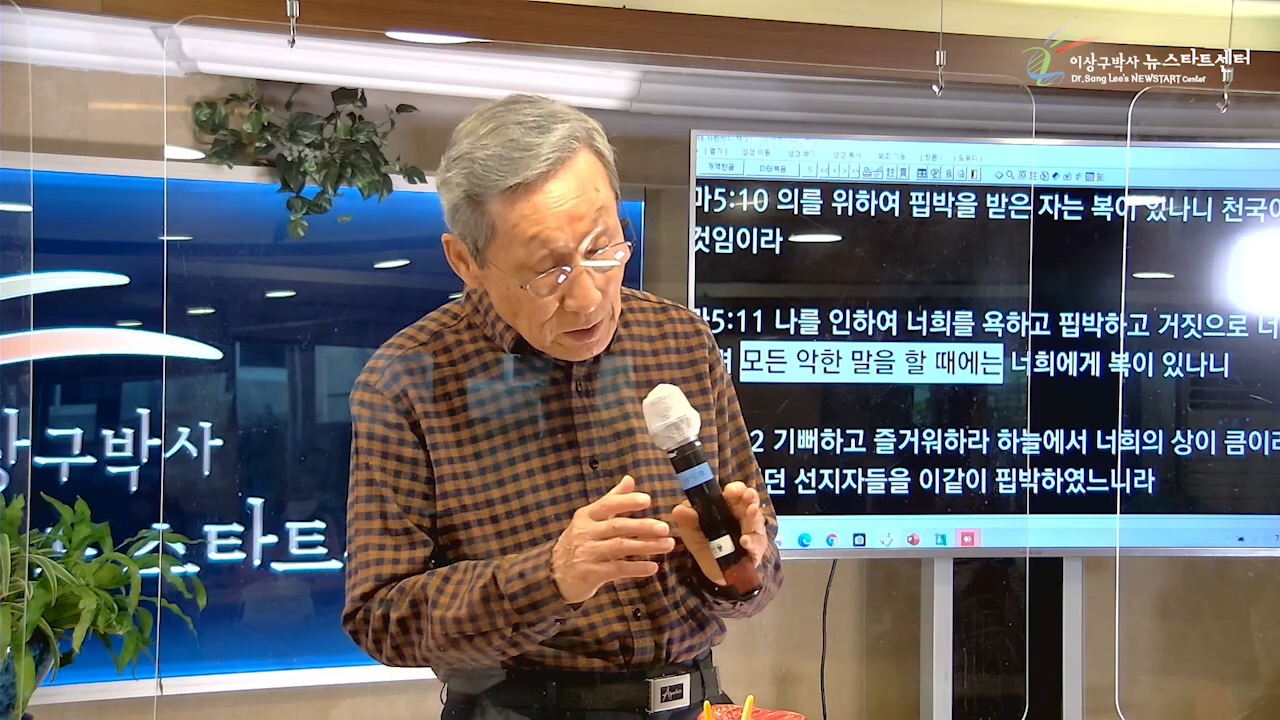 이상구박사 뉴스타트센터
Dr. Sang Lee's NEWSTART Center
마5:10 의를 위하여 핍박을 받은 자는 복이 있나니 천국이
것임이라
마5:11 나를 인하여 너희를 욕하고 핍박하고 거짓으로 너
모든 악한 말을 할 때에는 너희에게 복이 있나니
2 기뻐하고 즐거워하라 하늘에서 너희의 상이 큼이라
던 선지자들을 이같이 핍박하였느니라
상구박사
스타트